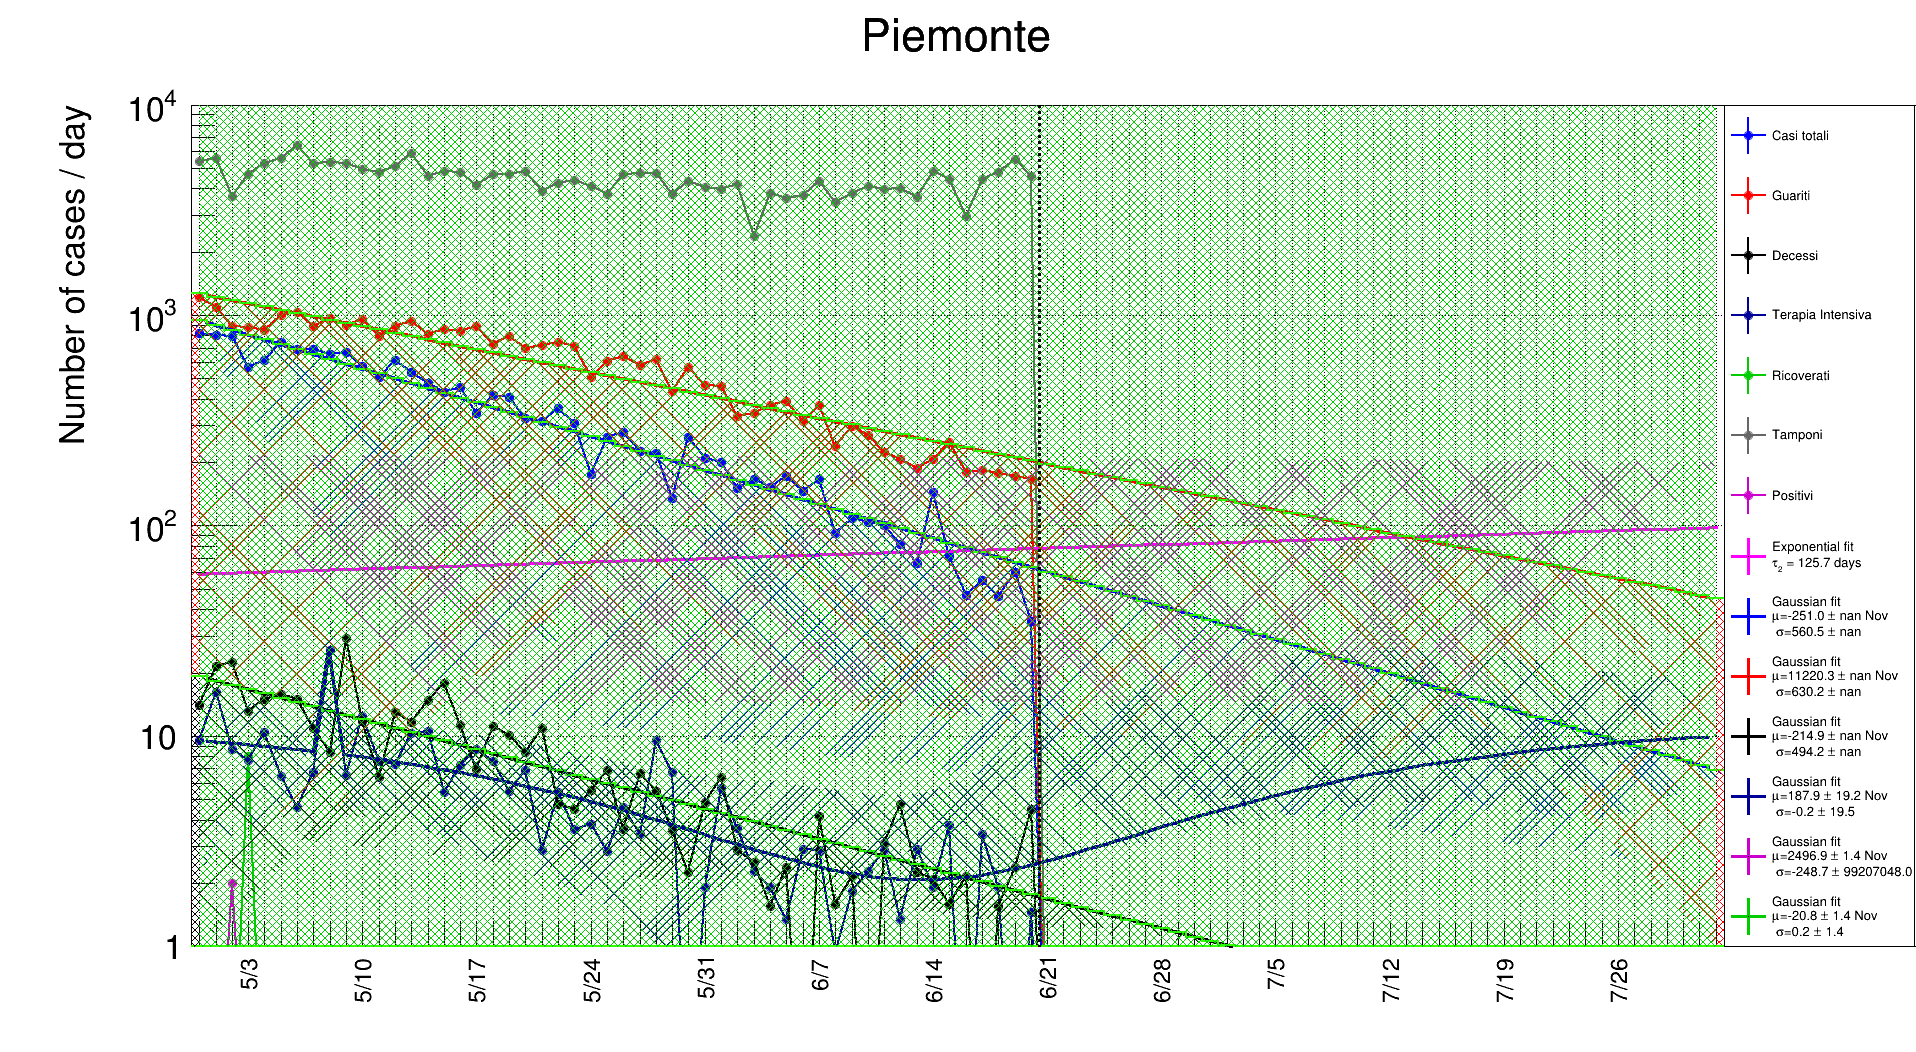 Piemonte
Number of cases / day
10^4
10^3
10^2
10
1
5/3
5/10
5/17
5/24
5/31
6/7
6/14
6/21
6/28
7/5
7/12
7/19
7/26
Casi totali
Guariti
Decessi
Terapia Intensiva
Ricoverati
Tamponi
Positivi
Exponential fit
τ₂ = 125.7 days
Gaussian fit
μ=-251.0 ± nan Nov
σ=560.5 ± nan
Gaussian fit
μ=11220.3 ± nan Nov
σ=630.2 ± nan
Gaussian fit
μ=-214.9 ± nan Nov
σ=494.2 ± nan
Gaussian fit
μ=187.9 ± 19.2 Nov
σ=-0.2 ± 19.5
Gaussian fit
μ=2496.9 ± 1.4 Nov
σ=-248.7 ± 99207048.0
Gaussian fit
μ=-20.8 ± 1.4 Nov
σ=0.2 ± 1.4